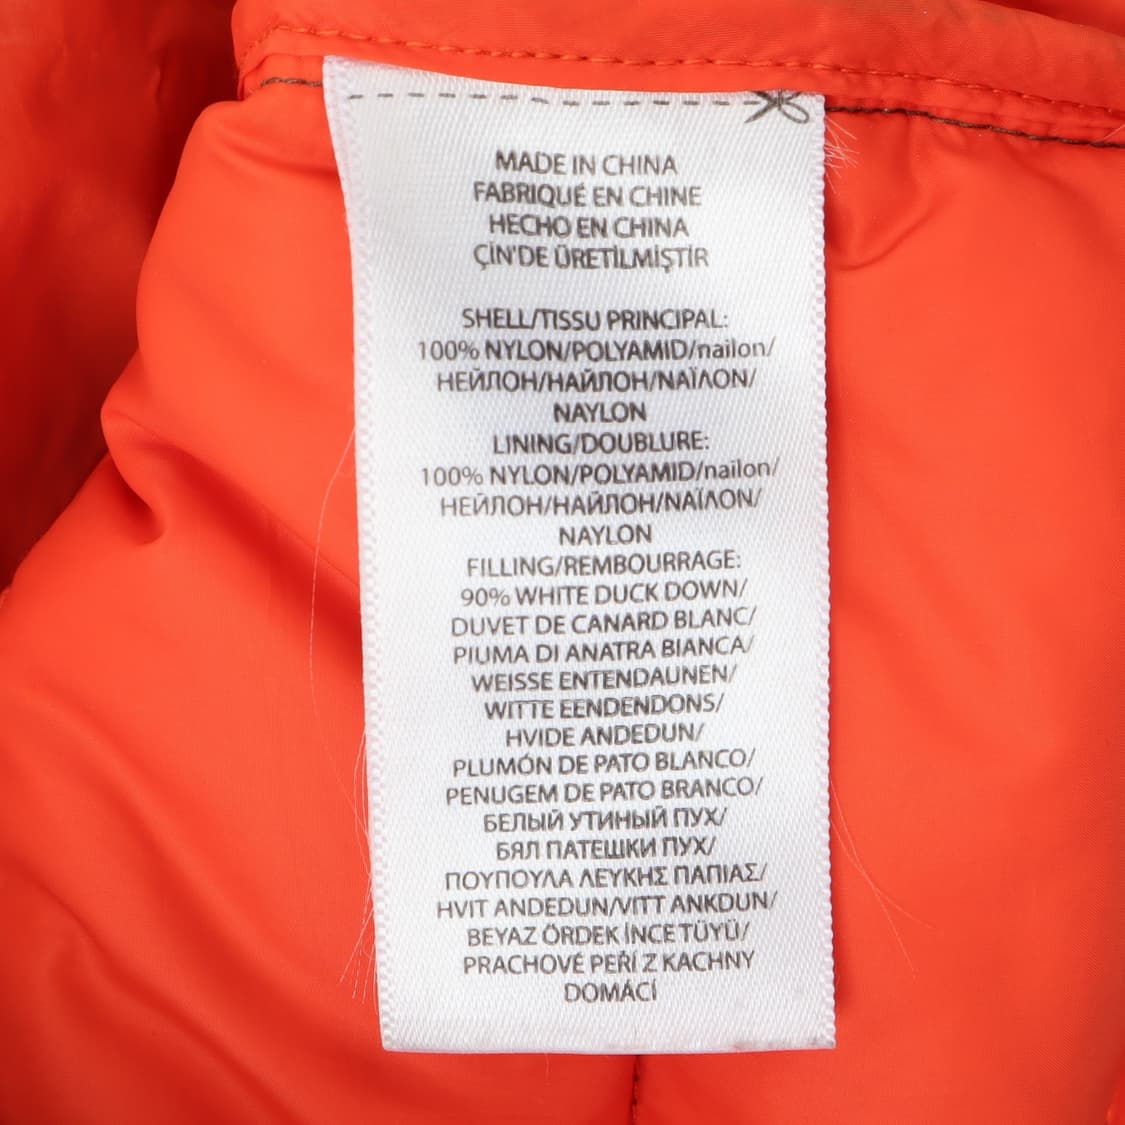 MADE IN CHINA
FABRIQUÉ EN CHINE
HECHO EN CHINA
ÇİN'DE ÜRETİLMİŞTİR
SHELL/TISSU PRINCIPAL:
100% NYLON/POLYAMID/naïlon/
НЕЙЛОН/НАЙЛОН/ΝΑΪΛΟΝ/
NAYLON
LINING/DOUBLURE:
100% NYLON/POLYAMID/naïlon/
НЕЙЛОН/НАЙЛОН/ΝΑΪΛΟΝ/
NAYLON
FILLING/REMBOURRAGE:
90% WHITE DUCK DOWN/
DUVET DE CANARD BLANC/
PIUMA DI ANATRA BIANCA/
WEISSE ENTENDAUNEN/
WITTE EENDENDONS/
HVIDE ANDEDUN/
PLUMÓN DE PATO BLANCO/
PENUGEM DE PATO BRANCO/
БЕЛЫЙ УТИНЫЙ ПУХ/
БЯЛ ПАТЕШКИ ПУХ/
ΠΟΥΠΟΥΛΑ ΛΕΥΚΗΣ ΠΑΠΙΑΣ/
HVIT ANDEDUN/VITT ANKDUN/
BEYAZ ÖRDEK İNCE TÜYÜ/
PRACHOVÉ PEŘÍ Z KACHNY
DOMÁCÍ